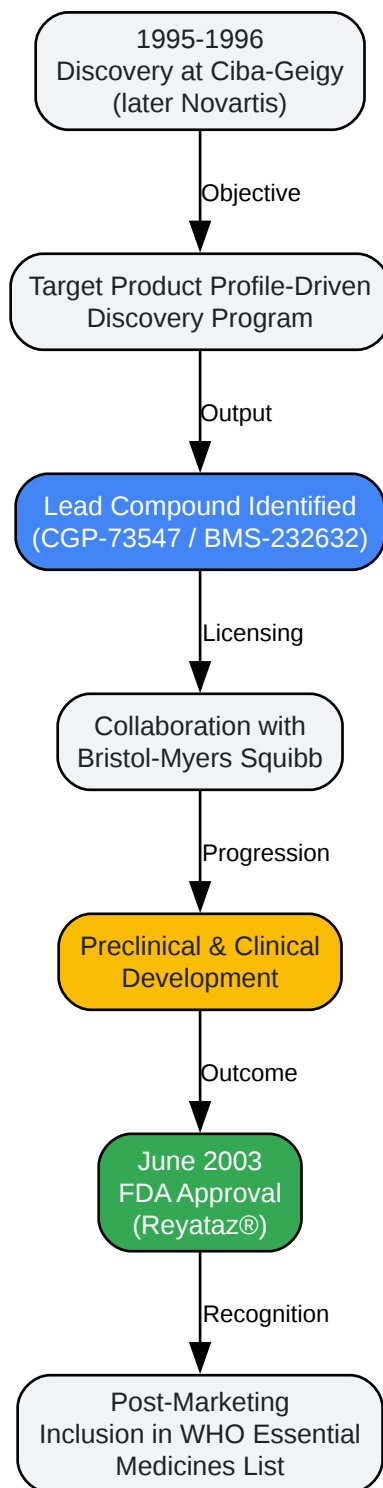 1995-1996
Discovery at Ciba-Geigy
(later Novartis)
Objective
Target Product Profile-Driven
Discovery Program
Output
Lead Compound Identified
(CGP-73547 / BMS-232632)
Licensing
Collaboration with
Bristol-Myers Squibb
Progression
Preclinical & Clinical
Development
Outcome
June 2003
FDA Approval
(Reyataz®)
Recognition
Post-Marketing
Inclusion in WHO Essential
Medicines List